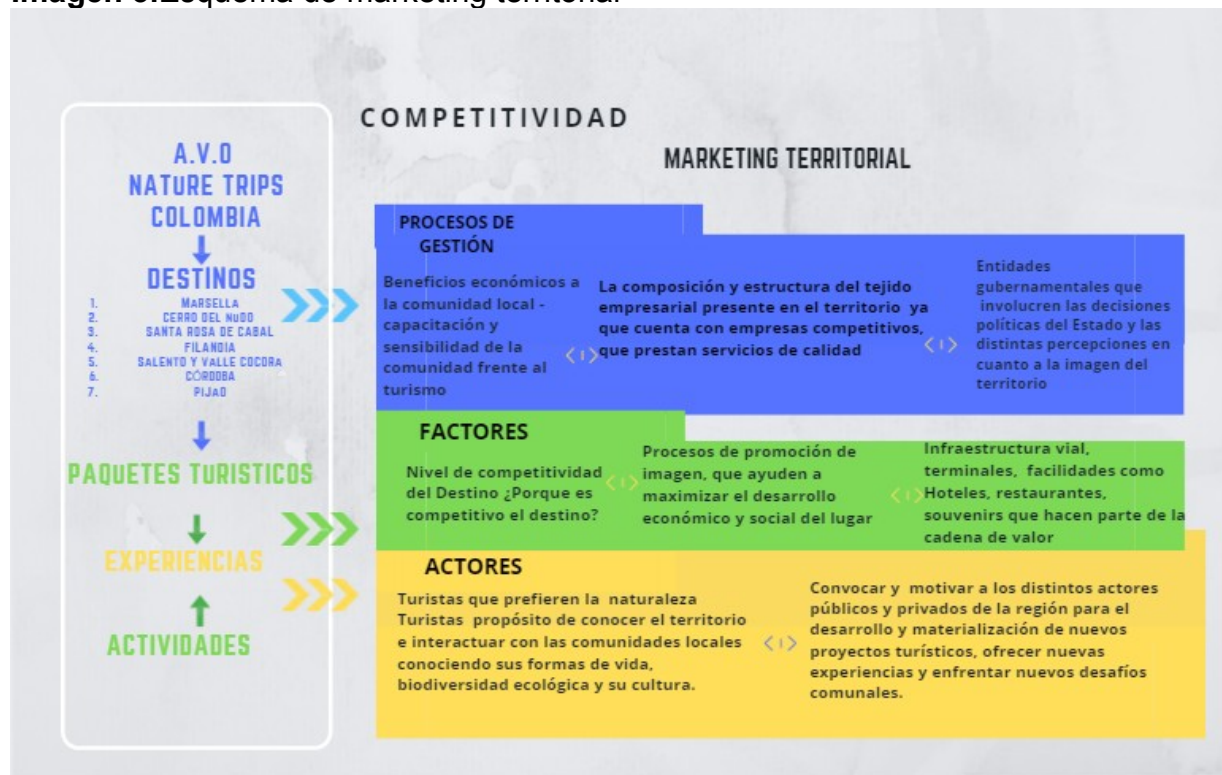 Imagen 3.Esquema de marketing territorial
COMPETITIVIDAD
MARKETING TERRITORIAL
A.V.O
NATURE TRIPS
COLOMBIA
DESTINOS
1. MARSELLA
2. CERRO DEL NUDO
3. SANTA ROSA DE CABAL
4. FILANDIA
5. SALENTO Y VALLE COCORA
6. CÓRDOBA
7. PIJAO
PAQUETES TURISTICOS
EXPERIENCIAS
ACTIVIDADES
PROCESOS DE
GESTIÓN
Beneficios económicos a
la comunidad local -
capacitación y
sensibilidad de la
comunidad frente al
turismo
La composición y estructura del tejido
empresarial presente en el territorio ya
que cuenta con empresas competitivos,
que prestan servicios de calidad
Entidades
gubernamentales que
involucren las decisiones
políticas del Estado y las
distintas percepciones en
cuanto a la imagen del
territorio
FACTORES
Nivel de competitividad
del Destino ¿Porque es
competitivo el destino?
Procesos de promoción de
imagen, que ayuden a
maximizar el desarrollo
económico y social del lugar
Infraestructura vial,
terminales, facilidades como
Hoteles, restaurantes,
souvenirs que hacen parte de la
cadena de valor
ACTORES
Turistas que prefieren la naturaleza
Turistas propósito de conocer el territorio
e interactuar con las comunidades locales
conociendo sus formas de vida,
biodiversidad ecológica y su cultura.
Convocar y motivar a los distintos actores
públicos y privados de la región para el
desarrollo y materialización de nuevos
proyectos turísticos, ofrecer nuevas
experiencias y enfrentar nuevos desafíos
comunales.